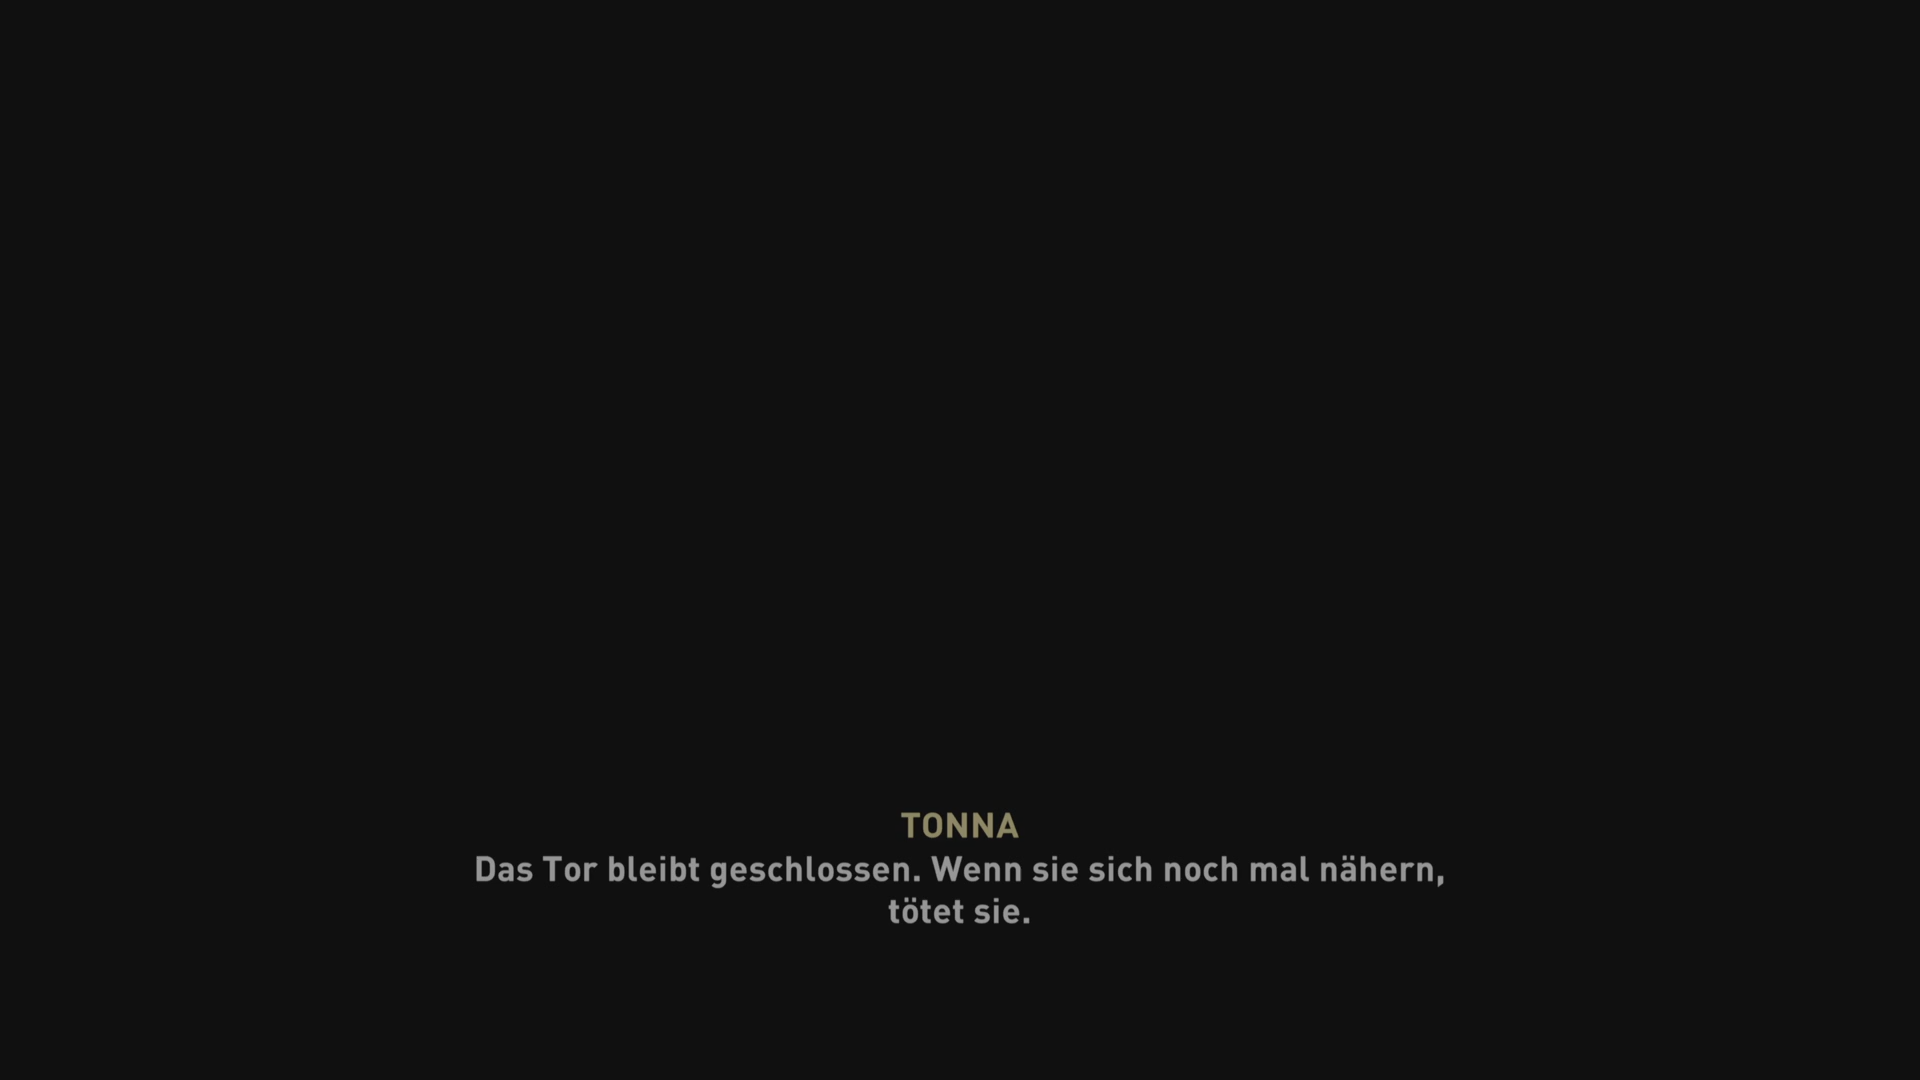 TONNA
Das Tor bleibt geschlossen. Wenn sie sich noch mal nähern,
tötet sie.